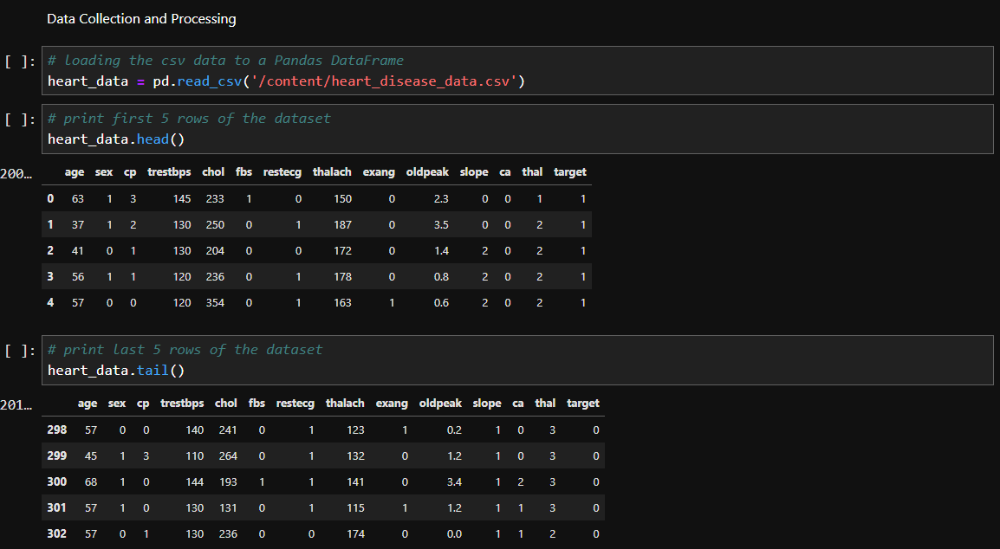 Data Collection and Processing
[ ]: # loading the csv data to a Pandas DataFrame
heart_data = pd.read_csv('/content/heart_disease_data.csv')
[ ]: # print first 5 rows of the dataset
heart_data.head()
200… age sex cp trestbps chol fbs restecg thalach exang oldpeak slope ca thal target
0 63 1 3 145 233 1 0 150 0 2.3 0 0 1 1
1 37 1 2 130 250 0 1 187 0 3.5 0 0 2 1
2 41 0 1 130 204 0 0 172 0 1.4 2 0 2 1
3 56 1 1 120 236 0 1 178 0 0.8 2 0 2 1
4 57 0 0 120 354 0 1 163 1 0.6 2 0 2 1
[ ]: # print last 5 rows of the dataset
heart_data.tail()
201… age sex cp trestbps chol fbs restecg thalach exang oldpeak slope ca thal target
298 57 0 0 140 241 0 1 123 1 0.2 1 0 3 0
299 45 1 3 110 264 0 1 132 0 1.2 1 0 3 0
300 68 1 0 144 193 1 1 141 0 3.4 1 2 3 0
301 57 1 0 130 131 0 1 115 1 1.2 1 1 3 0
302 57 0 1 130 236 0 0 174 0 0.0 1 1 2 0